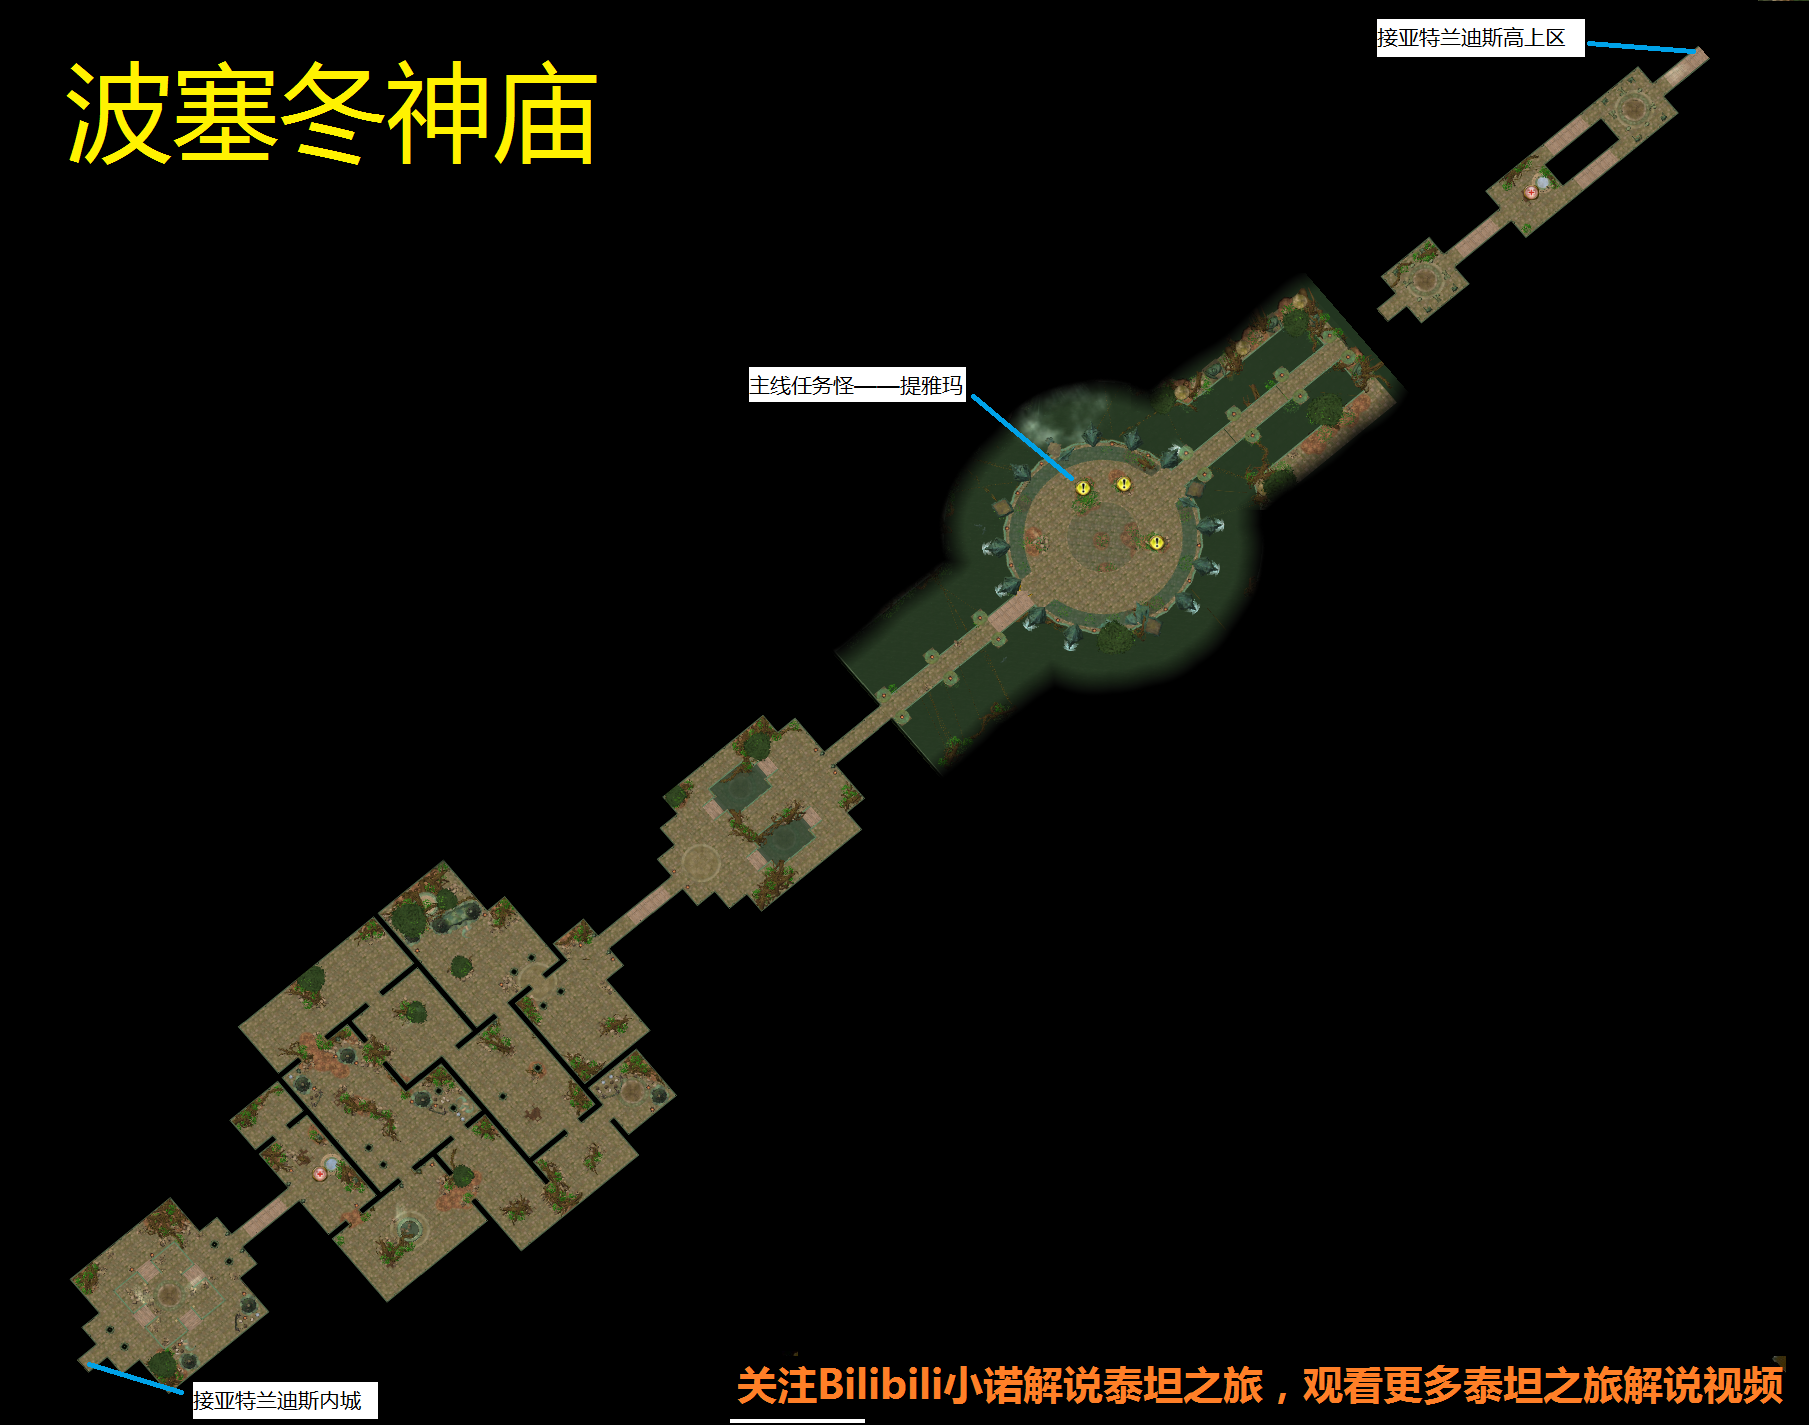 接亚特兰迪斯高上区
波塞冬神庙
主线任务怪——提雅玛
关注Bilibili小诺解说泰坦之旅，观看更多泰坦之旅解说视频
接亚特兰迪斯内城